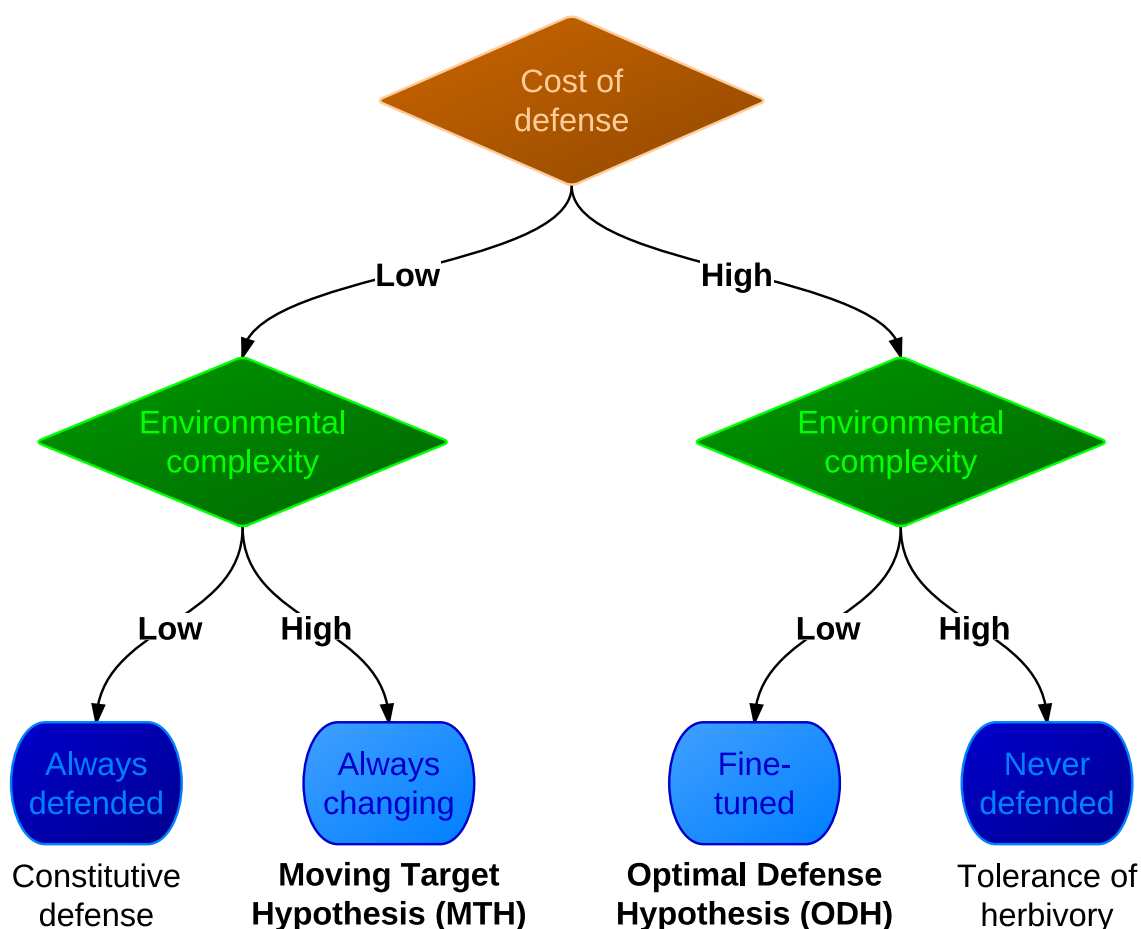 Cost of
defense
Low
High
Environmental
complexity
Environmental
complexity
Low
High
Low
High
Always
defended
Always
changing
Fine-
tuned
Never
defended
Constitutive
defense
Moving Target
Hypothesis (MTH)
Optimal Defense
Hypothesis (ODH)
Tolerance of
herbivory